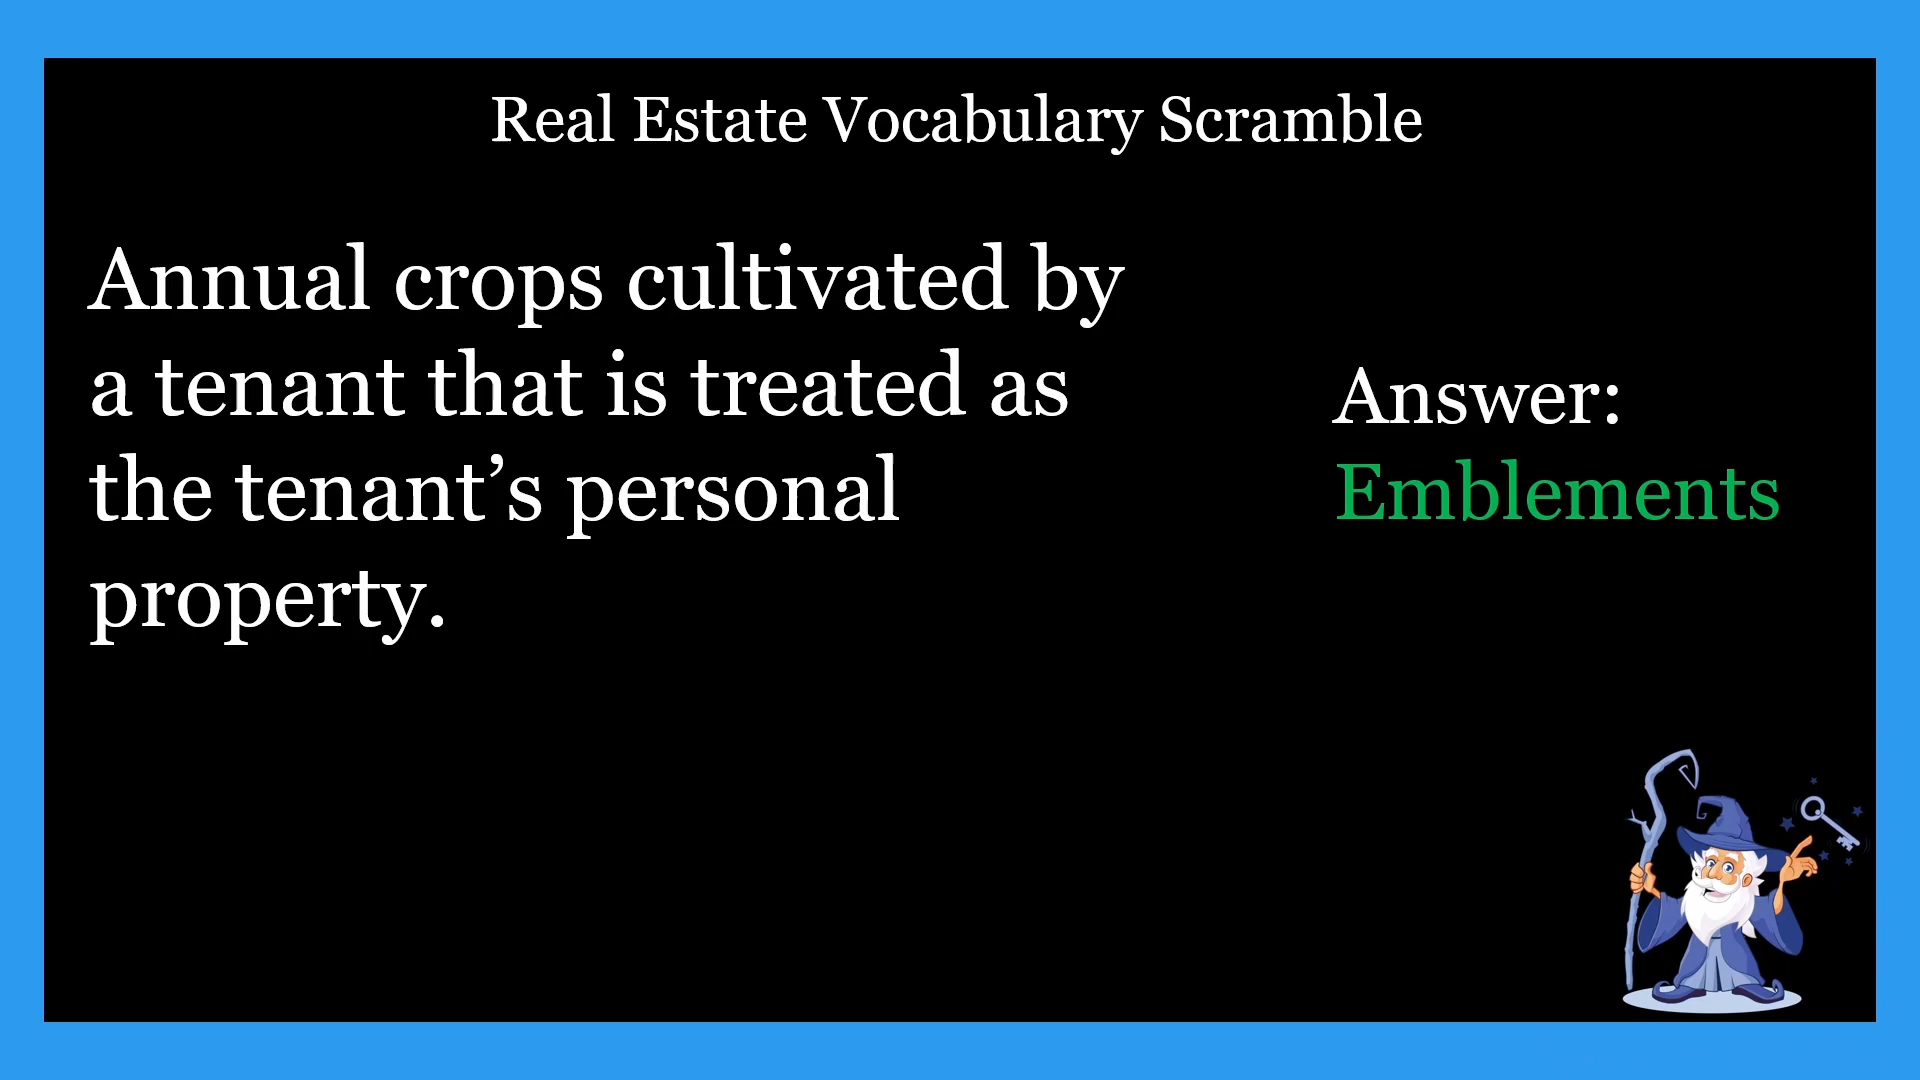 Real Estate Vocabulary Scramble
Annual crops cultivated by
a tenant that is treated as
the tenant’s personal
property.
Answer:
Emblements